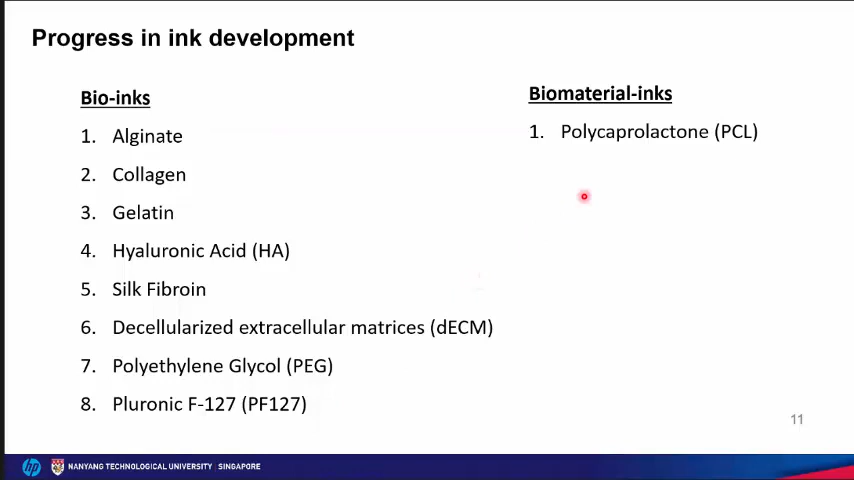 Progress in ink development
Bio-inks
1. Alginate
2. Collagen
3. Gelatin
4. Hyaluronic Acid (HA)
5. Silk Fibroin
6. Decellularized extracellular matrices (dECM)
7. Polyethylene Glycol (PEG)
8. Pluronic F-127 (PF127)
Biomaterial-inks
1. Polycaprolactone (PCL)
11
hp NANYANG TECHNOLOGICAL UNIVERSITY | SINGAPORE